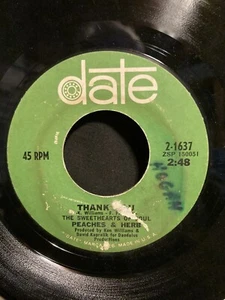 date
45 RPM
2-1637
ZSP 150051
2:48
THANK
K. Williams -
THE SWEETHEARTS OF SOUL
PEACHES & HERB
Produced by Ken Williams &
David Kapralik for Daedalus
Productions